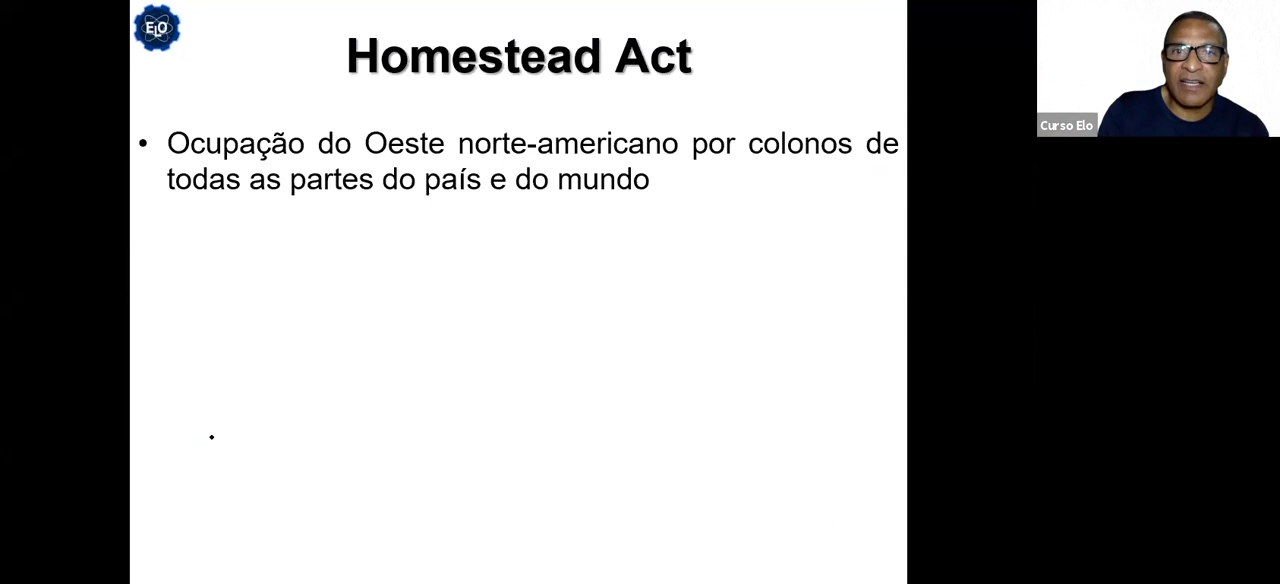 ELO
Homestead Act
• Ocupação do Oeste norte-americano por colonos de
todas as partes do país e do mundo
Curso Elo